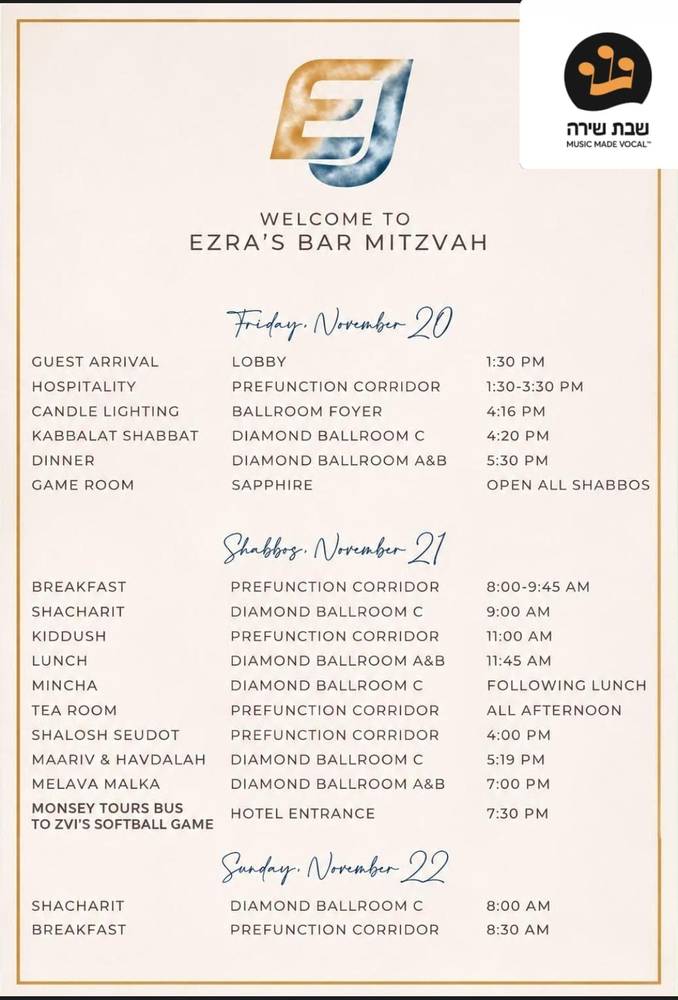 EJ
שבת שירה
MUSIC MADE VOCAL™
WELCOME TO
EZRA'S BAR MITZVAH
Friday, November 20
GUEST ARRIVAL LOBBY 1:30 PM
HOSPITALITY PREFUNCTION CORRIDOR 1:30-3:30 PM
CANDLE LIGHTING BALLROOM FOYER 4:16 PM
KABBALAT SHABBAT DIAMOND BALLROOM C 4:20 PM
DINNER DIAMOND BALLROOM A&B 5:30 PM
GAME ROOM SAPPHIRE OPEN ALL SHABBOS
Shabbos, November 21
BREAKFAST PREFUNCTION CORRIDOR 8:00-9:45 AM
SHACHARIT DIAMOND BALLROOM C 9:00 AM
KIDDUSH PREFUNCTION CORRIDOR 11:00 AM
LUNCH DIAMOND BALLROOM A&B 11:45 AM
MINCHA DIAMOND BALLROOM C FOLLOWING LUNCH
TEA ROOM PREFUNCTION CORRIDOR ALL AFTERNOON
SHALOSH SEUDOT PREFUNCTION CORRIDOR 4:00 PM
MAARIV & HAVDALAH DIAMOND BALLROOM C 5:19 PM
MELAVA MALKA DIAMOND BALLROOM A&B 7:00 PM
MONSEY TOURS BUS
TO ZVI'S SOFTBALL GAME HOTEL ENTRANCE 7:30 PM
Sunday, November 22
SHACHARIT DIAMOND BALLROOM C 8:00 AM
BREAKFAST PREFUNCTION CORRIDOR 8:30 AM